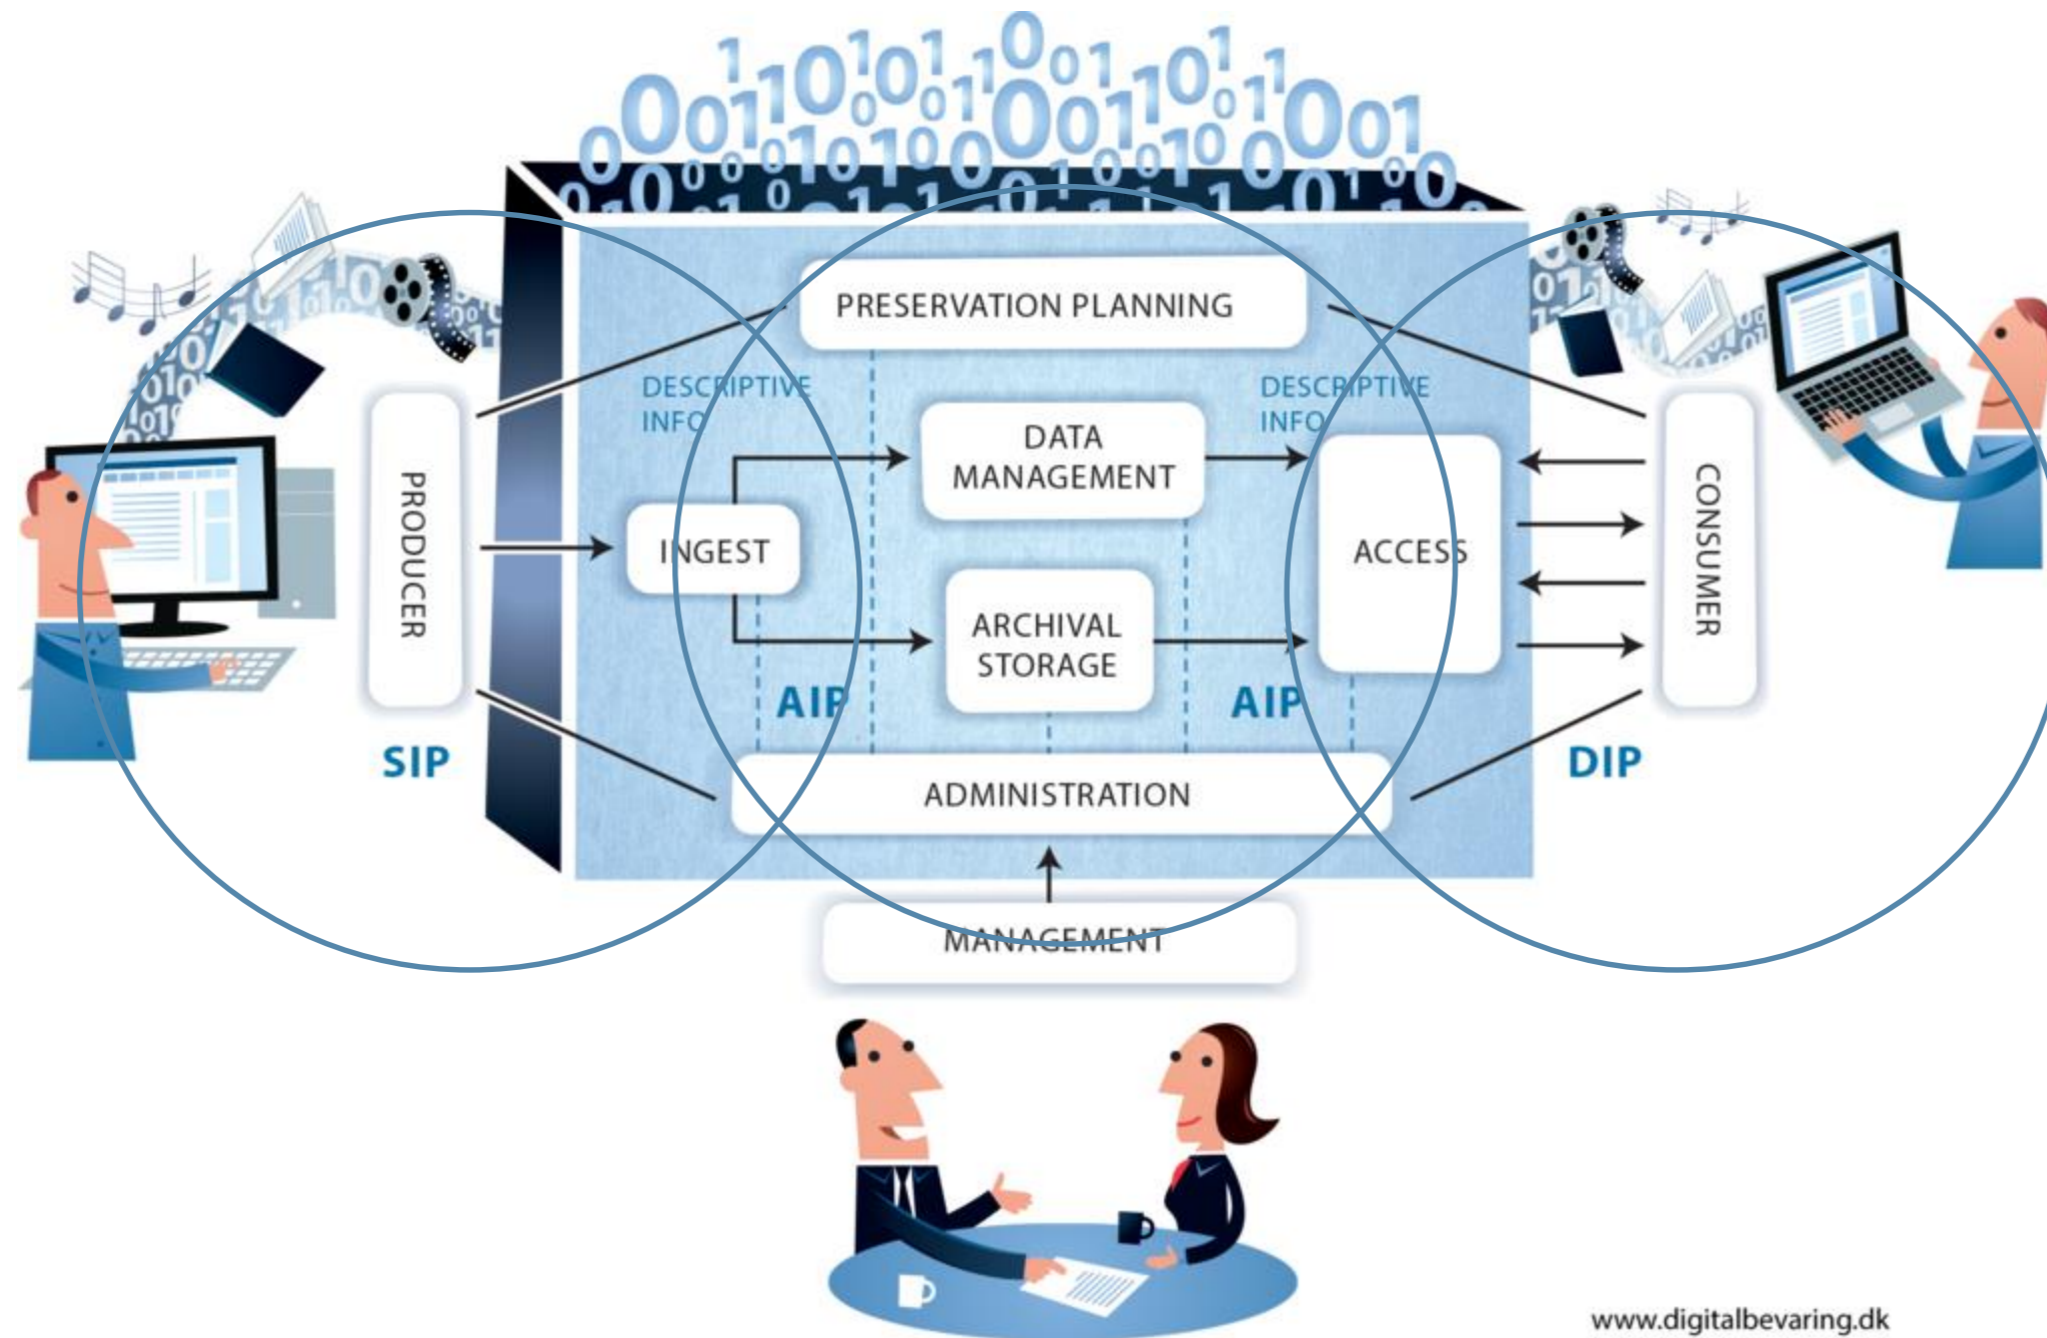 PRESERVATION PLANNING
DESCRIPTIVE
INFO
DESCRIPTIVE
INFO
DATA
MANAGEMENT
PRODUCER
INGEST
ACCESS
CONSUMER
ARCHIVAL
STORAGE
AIP
AIP
SIP
DIP
ADMINISTRATION
MANAGEMENT
www.digitalbevaring.dk